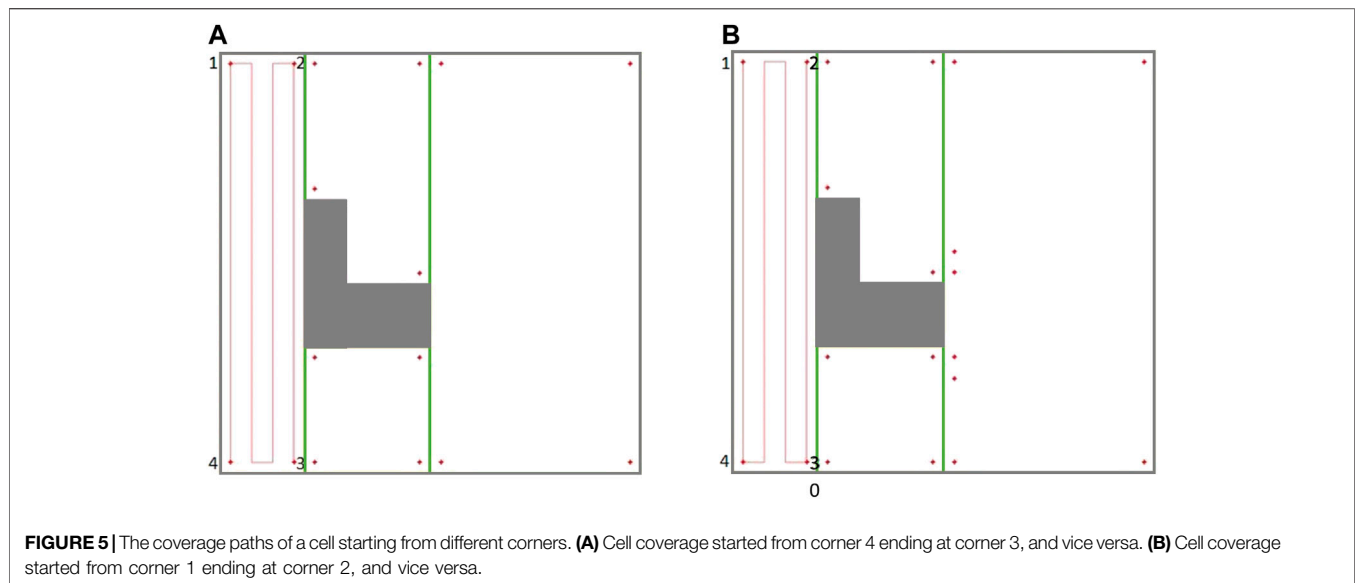 A
B
1
2
4
3
1
2
4
3
0
FIGURE 5 | The coverage paths of a cell starting from different corners. (A) Cell coverage started from corner 4 ending at corner 3, and vice versa. (B) Cell coverage
started from corner 1 ending at corner 2, and vice versa.